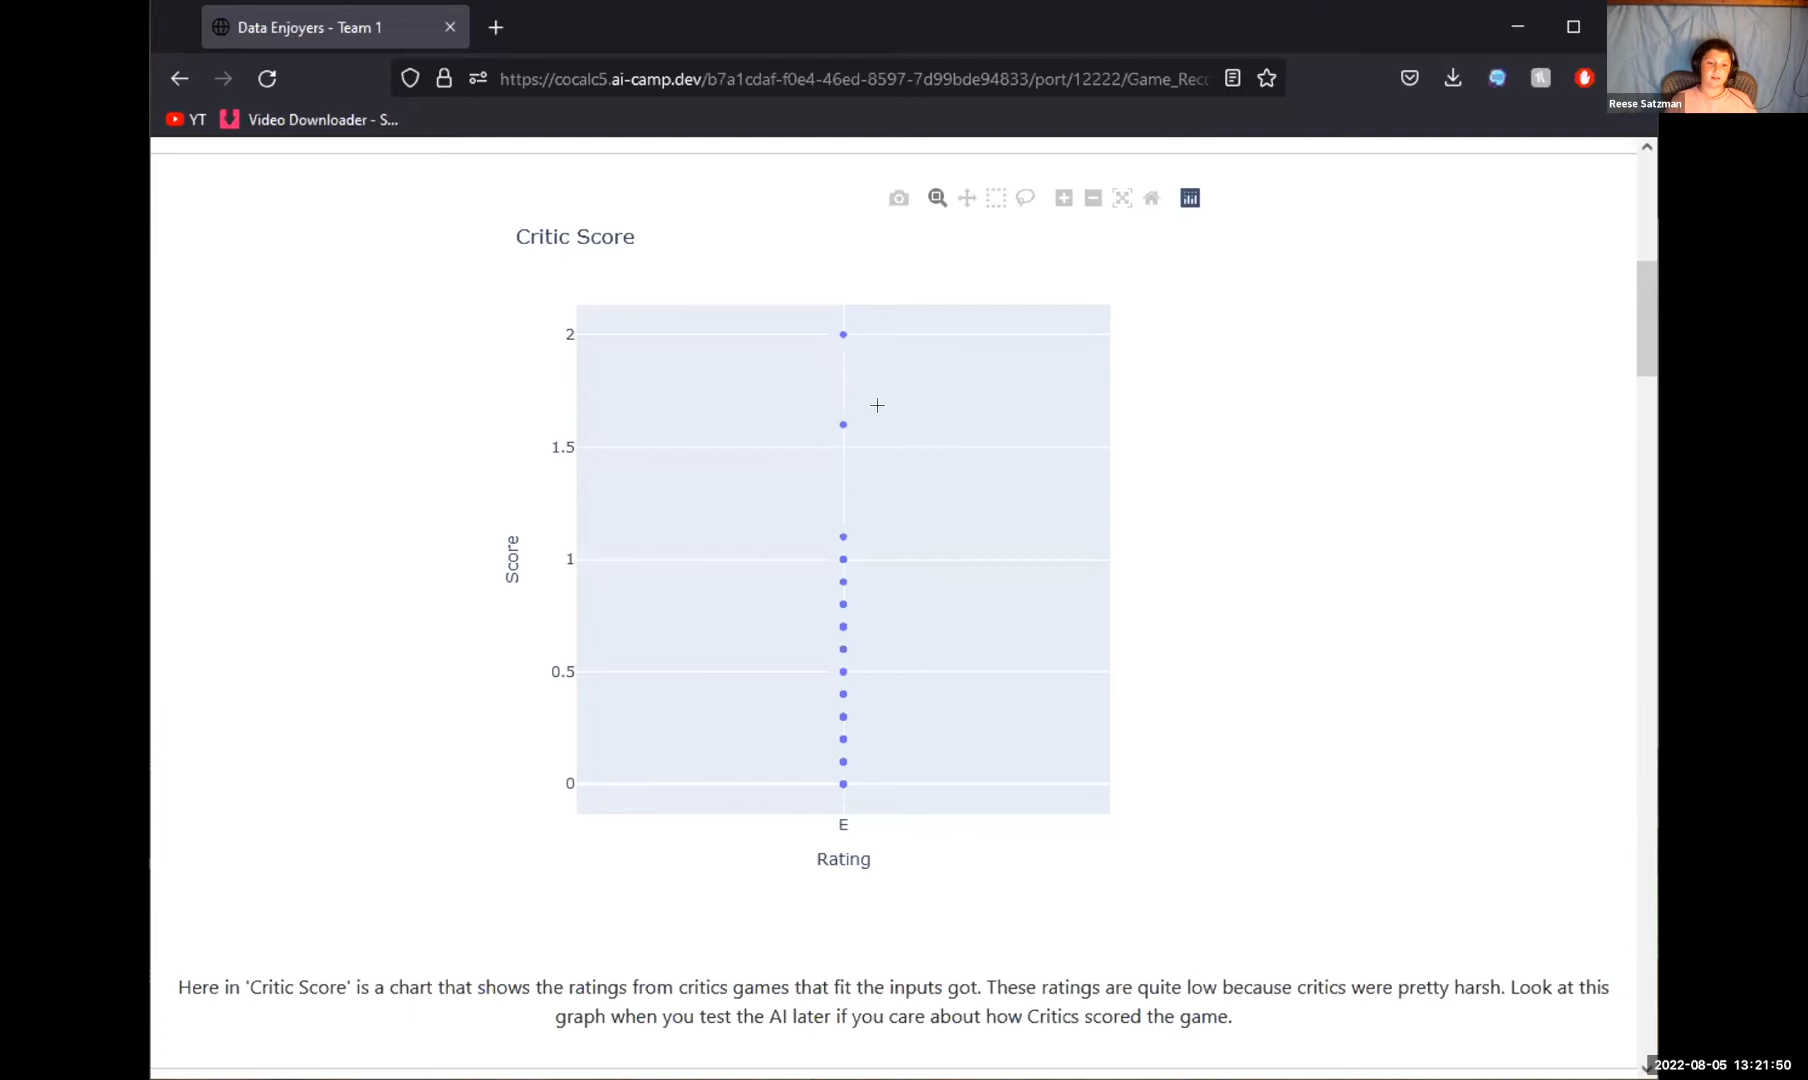 Data Enjoyers - Team 1
https://cocalc5.ai-camp.dev/b7a1cdaf-f0e4-46ed-8597-7d99bde94833/port/12222/Game_Reco
Reese Satzman
YT
Video Downloader - S...
Critic Score
2
1.5
1
0.5
0
Score
E
Rating
Here in 'Critic Score' is a chart that shows the ratings from critics games that fit the inputs got. These ratings are quite low because critics were pretty harsh. Look at this
graph when you test the AI later if you care about how Critics scored the game.
2022-08-05 13:21:50